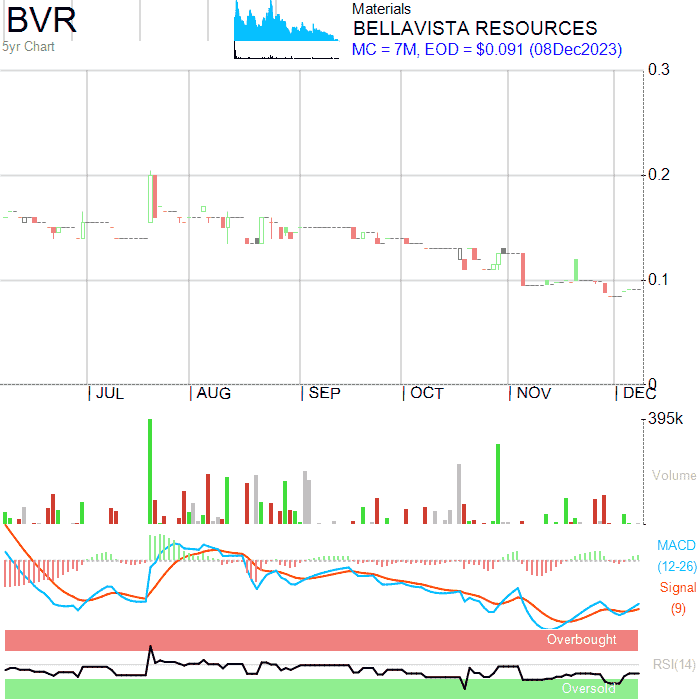 BVR
5yr Chart
Materials
BELLAVISTA RESOURCES
MC = 7M, EOD = $0.091 (08Dec2023)
0.3
0.2
0.1
0
JUL
AUG
SEP
OCT
NOV
DEC
395k
Volume
MACD
(12-26)
Signal
(9)
Overbought
RSI(14)
Oversold